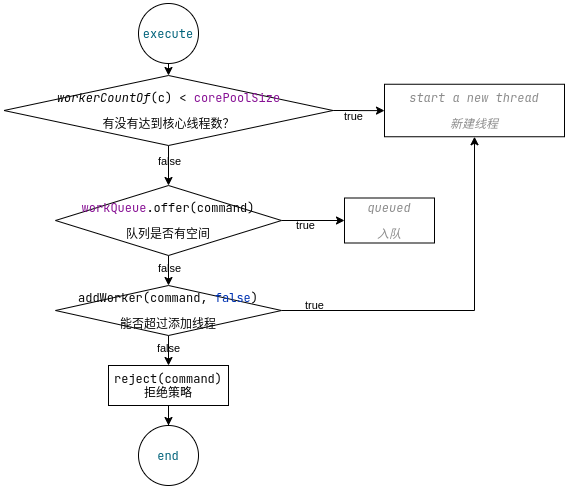 execute
workerCountOf(c) < corePoolSize
有没有达到核心线程数?
true
start a new thread
新建线程
false
workQueue.offer(command)
队列是否有空间
true
queued
入队
false
addWorker(command, false)
能否超过添加线程
true
false
reject(command)
拒绝策略
end